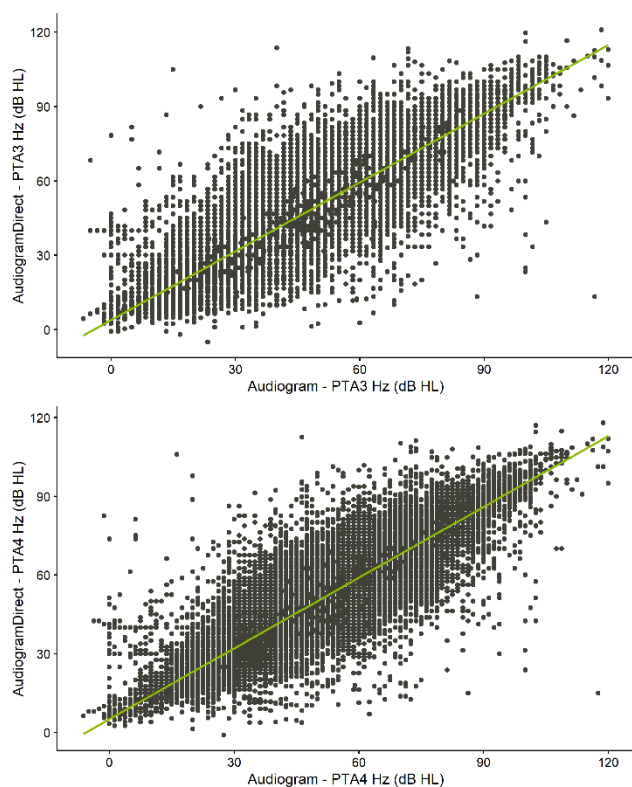 120
90
60
30
0
AudiogramDirect - PTA3 Hz (dB HL)
0 30 60 90 120
Audiogram - PTA3 Hz (dB HL)
120
90
60
30
0
AudiogramDirect - PTA4 Hz (dB HL)
0 30 60 90 120
Audiogram - PTA4 Hz (dB HL)